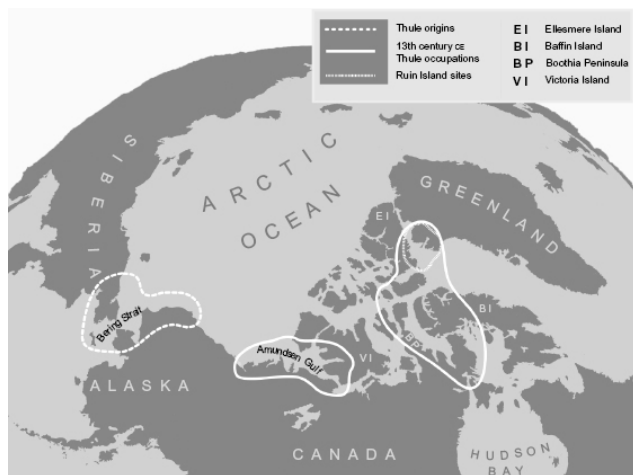 Thule origins
13th century CE
Thule occupations
Ruin Island sites
EI Ellesmere Island
BI Baffin Island
BP Boothia Peninsula
VI Victoria Island
SIBERIA
ARCTIC
OCEAN
GREENLAND
EI
BI
Bering Strait
Amundsen Gulf
VI
BP
ALASKA
CANADA
HUDSON
BAY